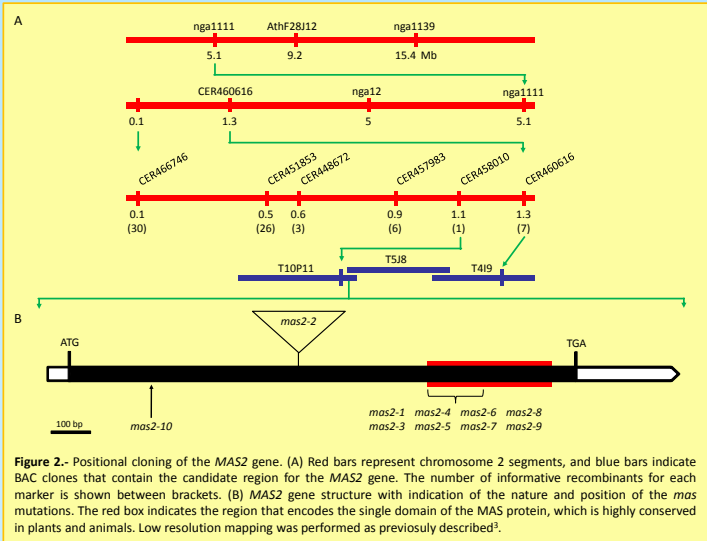 A
nga1111 AthF28J12 nga1139
5.1 9.2 15.4 Mb
CER460616 nga12 nga1111
0.1 1.3 5 5.1
CER466746 CER451853 CER448672 CER457983 CER458010 CER460616
0.1 0.5 0.6 0.9 1.1 1.3
(30) (26) (3) (6) (1) (7)
T10P11 T5J8 T4I9
B
mas2-2
ATG TGA
mas2-1 mas2-4 mas2-6 mas2-8
100 bp mas2-10 mas2-3 mas2-5 mas2-7 mas2-9
Figure 2.- Positional cloning of the MAS2 gene. (A) Red bars represent chromosome 2 segments, and blue bars indicate
BAC clones that contain the candidate region for the MAS2 gene. The number of informative recombinants for each
marker is shown between brackets. (B) MAS2 gene structure with indication of the nature and position of the mas
mutations. The red box indicates the region that encodes the single domain of the MAS protein, which is highly conserved
in plants and animals. Low resolution mapping was performed as previosuly described³.